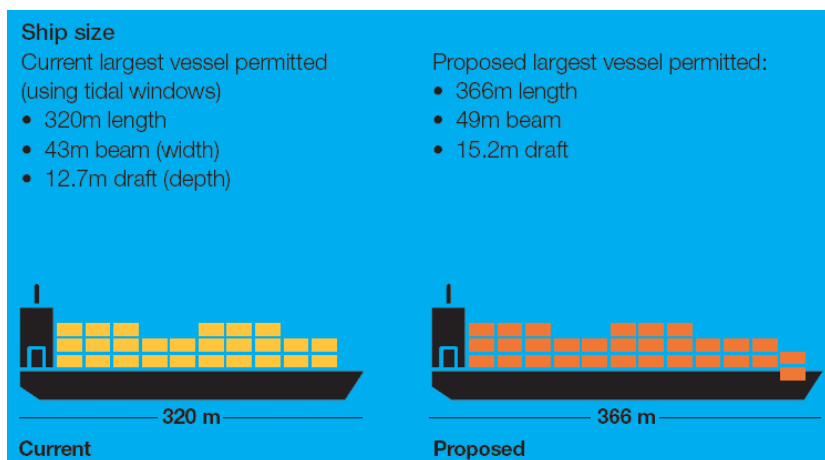 Ship size
Current largest vessel permitted
(using tidal windows)
• 320m length
• 43m beam (width)
• 12.7m draft (depth)
Proposed largest vessel permitted:
• 366m length
• 49m beam
• 15.2m draft
320 m
Current
366 m
Proposed